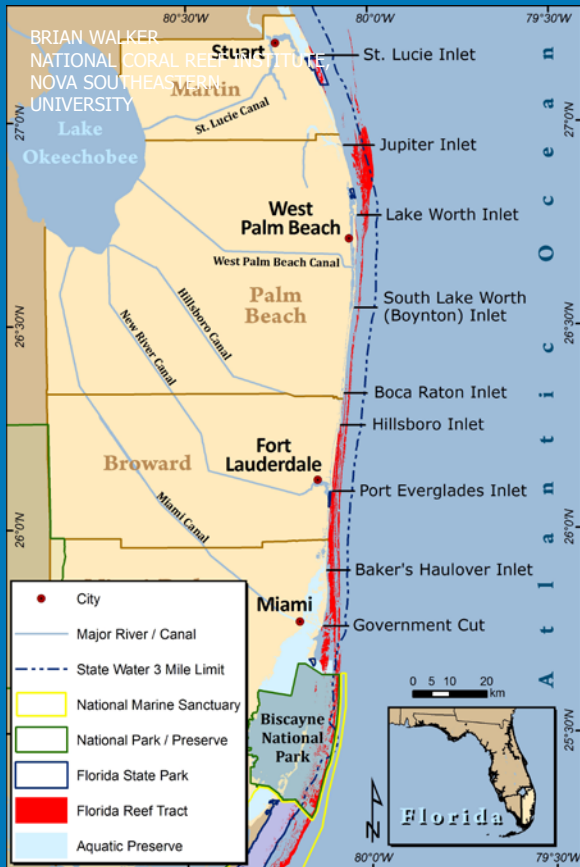 80°30'W
80°0'W
79°30'W
BRIAN WALKER
NATIONAL CORAL REEF INSTITUTE,
NOVA SOUTHEASTERN
UNIVERSITY
Stuart
St. Lucie Inlet
Martin
St. Lucie Canal
27°0'N
27°0'N
Lake
Okeechobee
Jupiter Inlet
West
Palm Beach
Lake Worth Inlet
West Palm Beach Canal
Palm
Beach
Hillsboro Canal
New River Canal
South Lake Worth
(Boynton) Inlet
26°30'N
26°30'N
Boca Raton Inlet
Hillsboro Inlet
Broward
Fort
Lauderdale
Port Everglades Inlet
Miami Canal
26°0'N
26°0'N
Baker's Haulover Inlet
Miami
Government Cut
Atlantic Ocean
City
Major River / Canal
State Water 3 Mile Limit
National Marine Sanctuary
National Park / Preserve
Florida State Park
Florida Reef Tract
Aquatic Preserve
Biscayne
National
Park
0 5 10 20
km
25°30'N
Florida
N
80°0'W
79°30'W